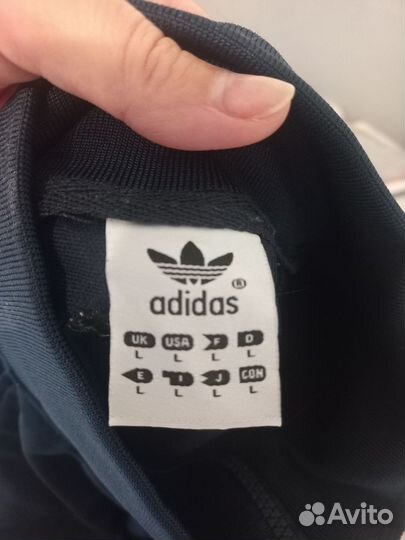 ®
adidas
UK USA F D
L L L L
E I J CON
L L L L
Avito